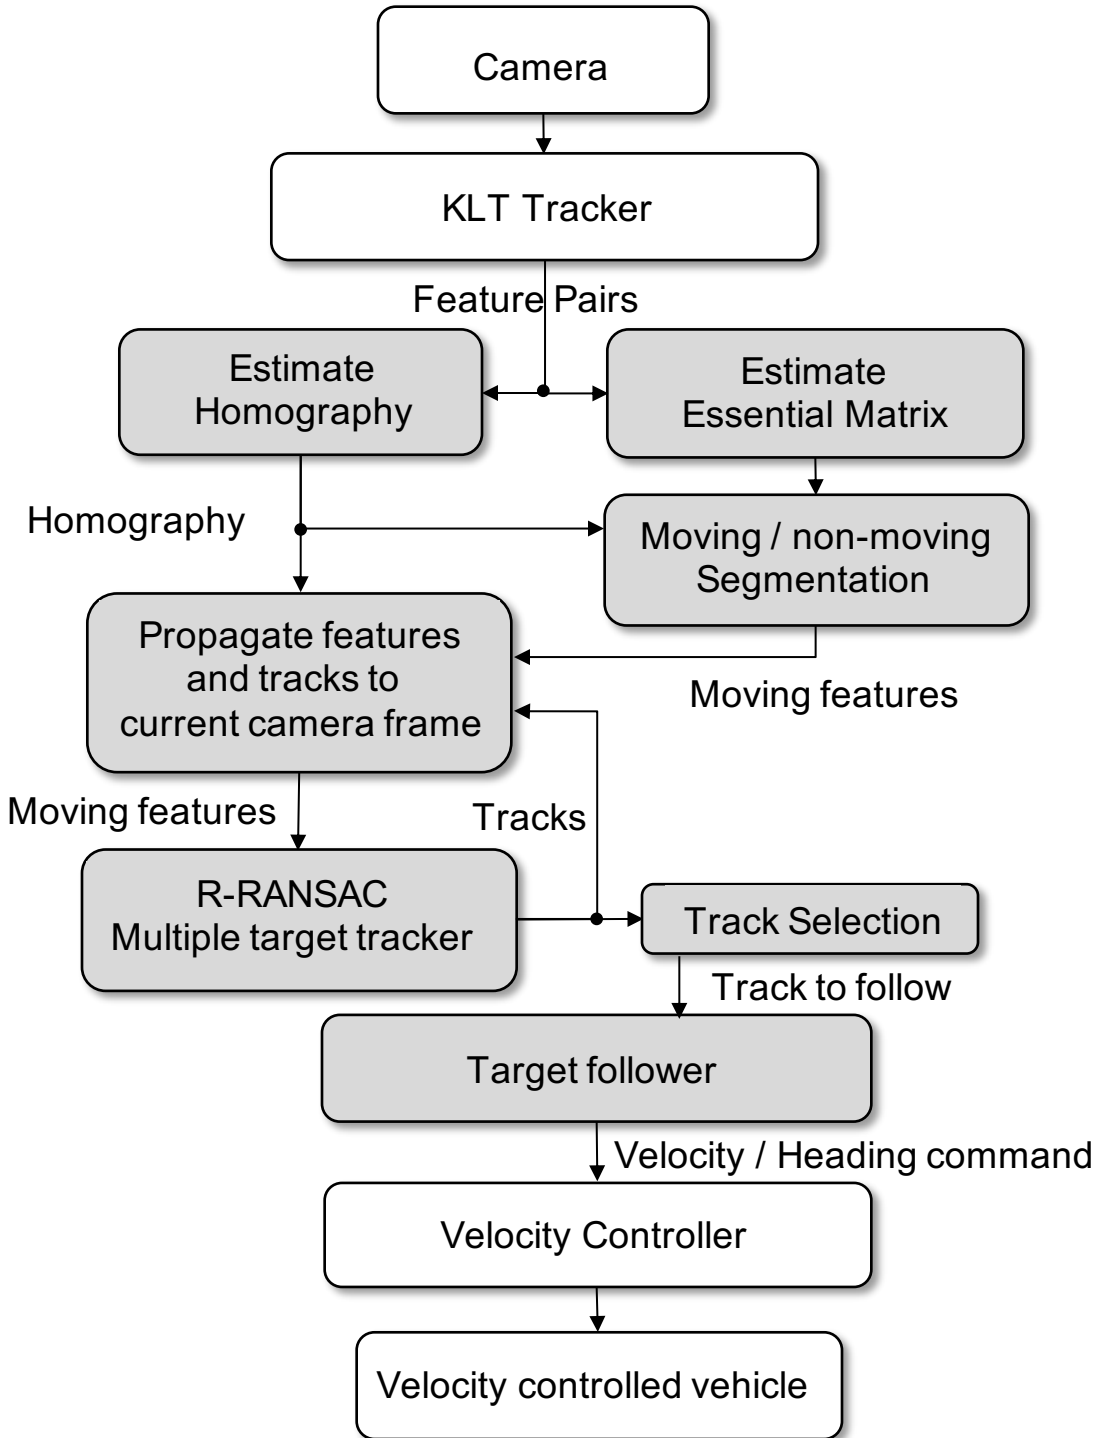 Camera
KLT Tracker
Feature Pairs
Estimate
Homography
Estimate
Essential Matrix
Homography
Moving / non-moving
Segmentation
Propagate features
and tracks to
current camera frame
Moving features
Moving features
Tracks
R-RANSAC
Multiple target tracker
Track Selection
Track to follow
Target follower
Velocity / Heading command
Velocity Controller
Velocity controlled vehicle